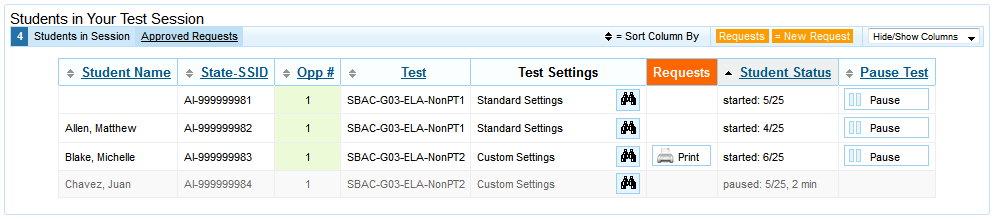 Students in Your Test Session
4 Students in Session Approved Requests = Sort Column By Requests = New Request Hide/Show Columns
Student Name State-SSID Opp # Test Test Settings Requests Student Status Pause Test
AI-999999981 1 SBAC-G03-ELA-NonPT1 Standard Settings started: 5/25 Pause
Allen, Matthew AI-999999982 1 SBAC-G03-ELA-NonPT1 Standard Settings started: 4/25 Pause
Blake, Michelle AI-999999983 1 SBAC-G03-ELA-NonPT2 Custom Settings Print started: 6/25 Pause
Chavez, Juan AI-999999984 1 SBAC-G03-ELA-NonPT2 Custom Settings paused: 5/25, 2 min